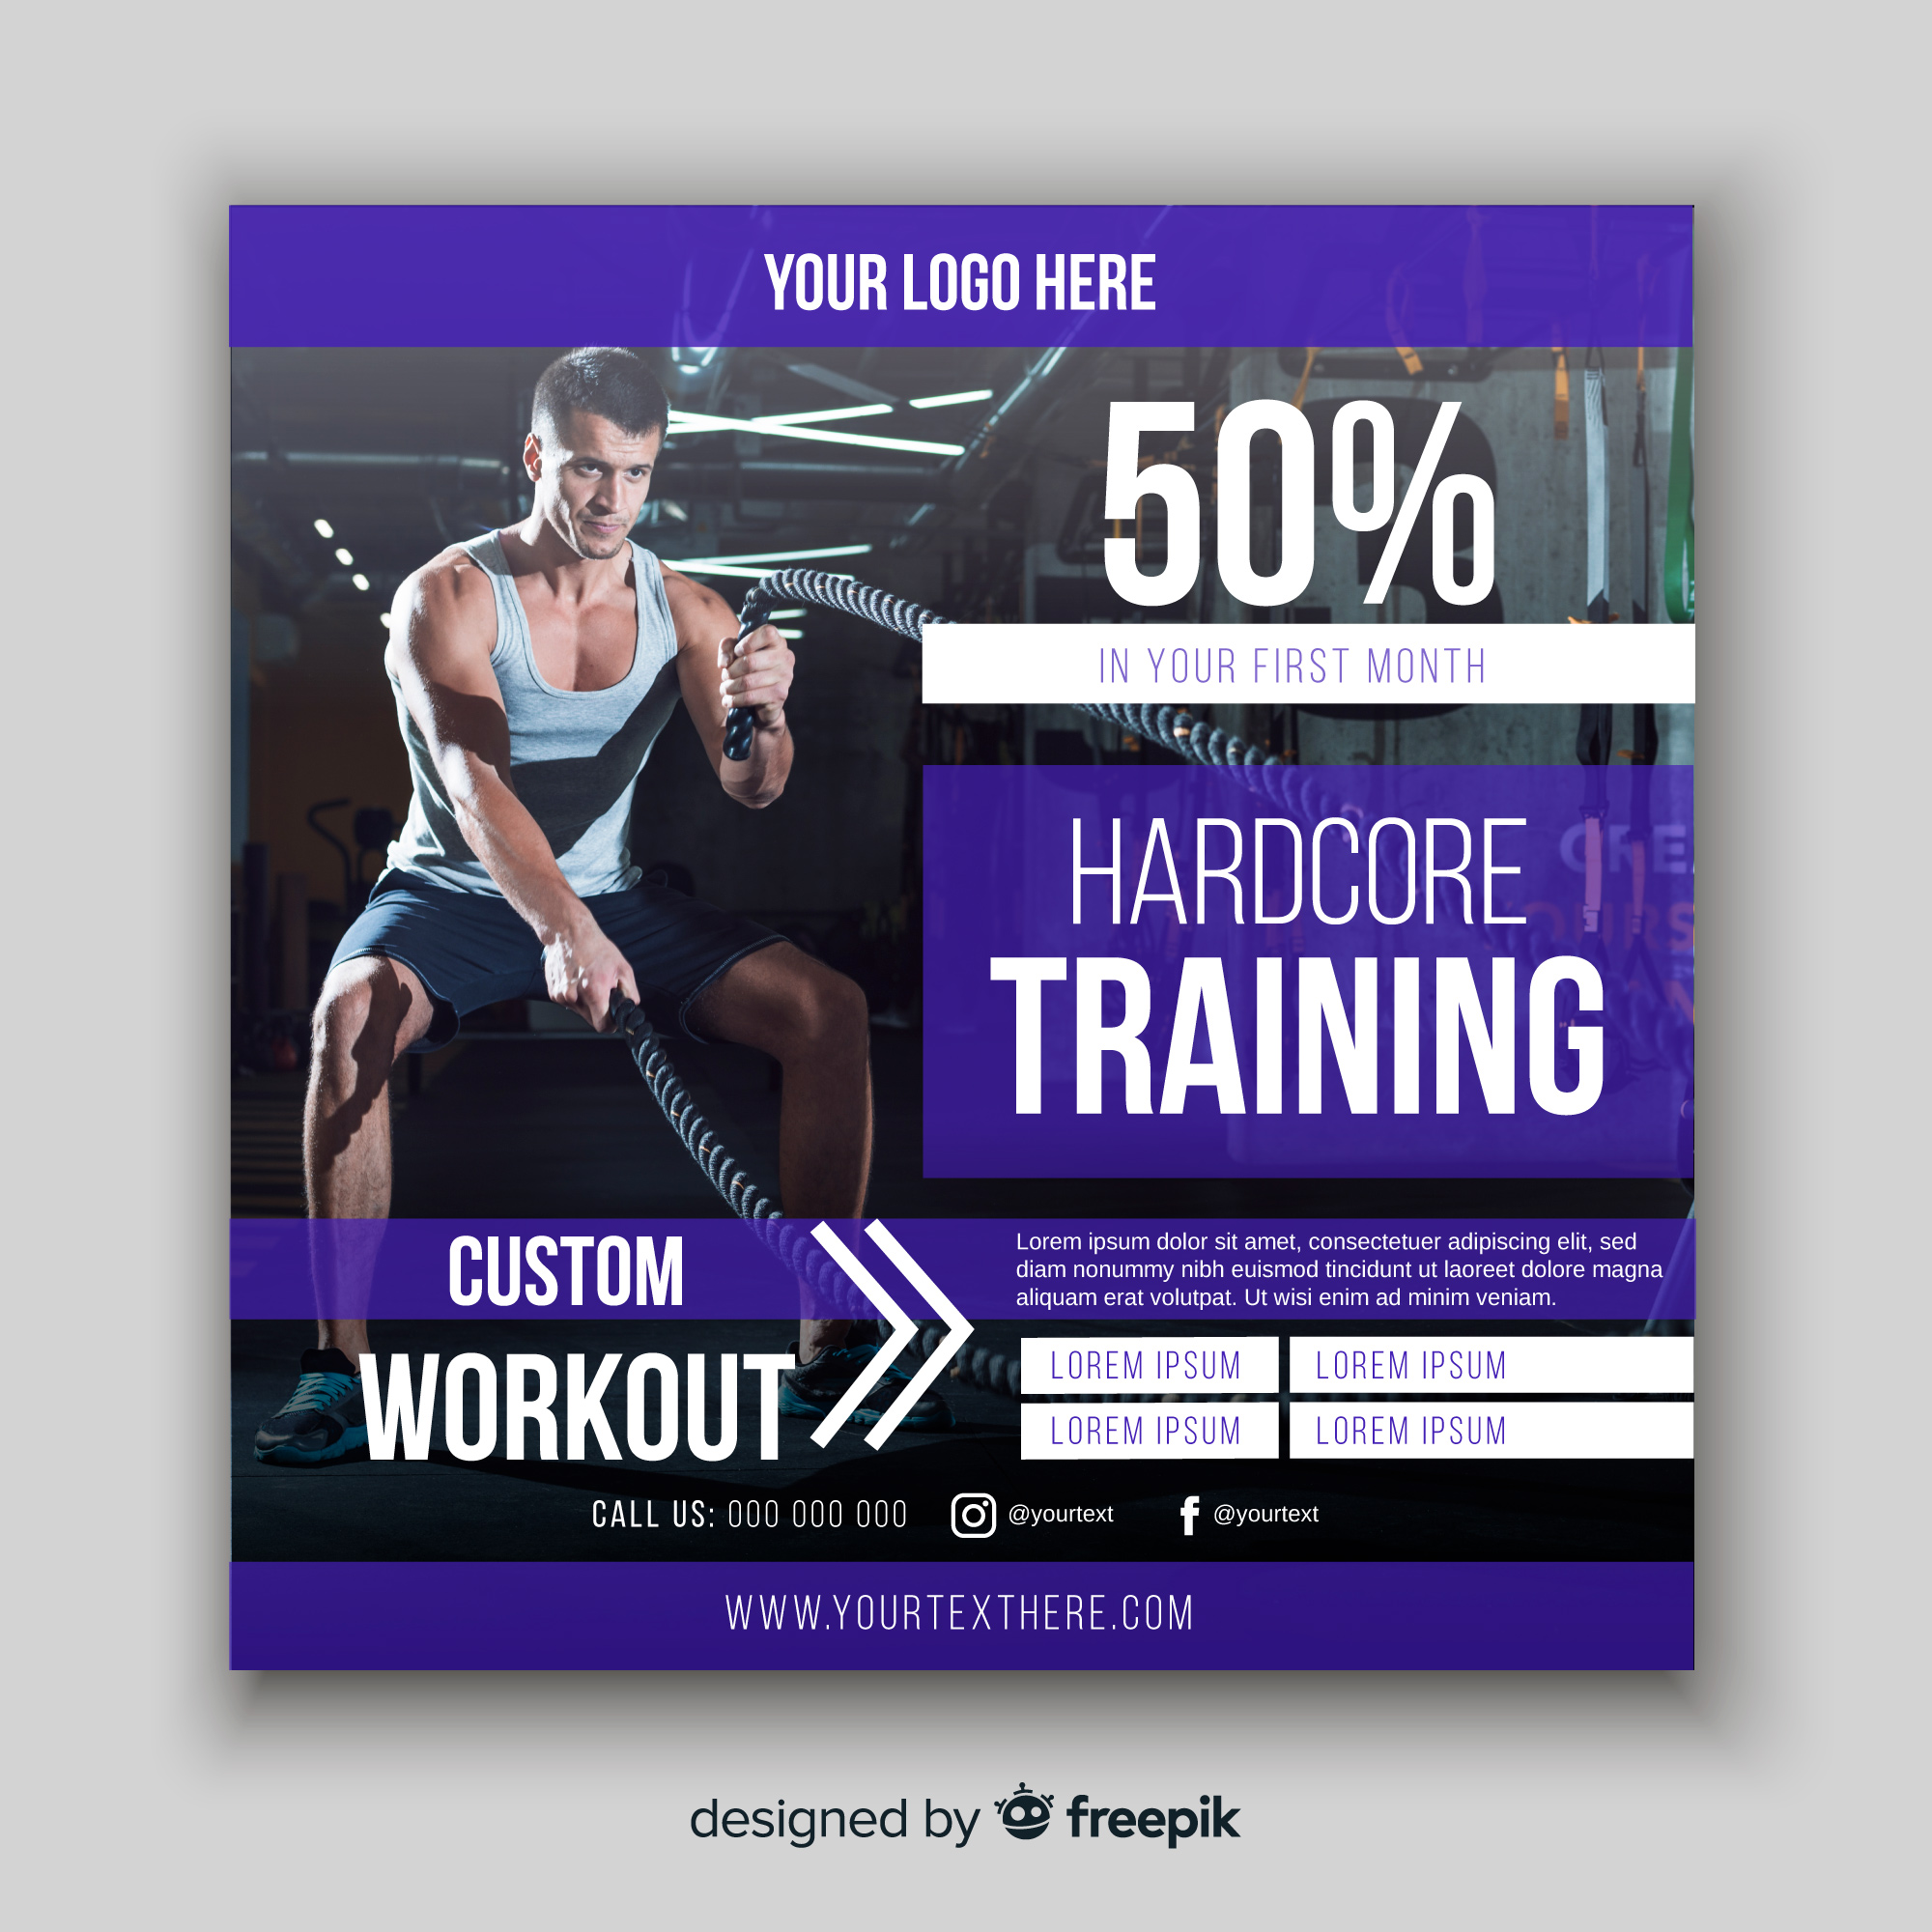 YOUR LOGO HERE
50%
IN YOUR FIRST MONTH
HARDCORE
TRAINING
CUSTOM
WORKOUT
Lorem ipsum dolor sit amet, consectetuer adipiscing elit, sed
diam nonummy nibh euismod tincidunt ut laoreet dolore magna
aliquam erat volutpat. Ut wisi enim ad minim veniam.
LOREM IPSUM LOREM IPSUM
LOREM IPSUM LOREM IPSUM
CALL US: 000 000 000 @yourtext @yourtext
WWW.YOURTEXTHERE.COM
designed by freepik